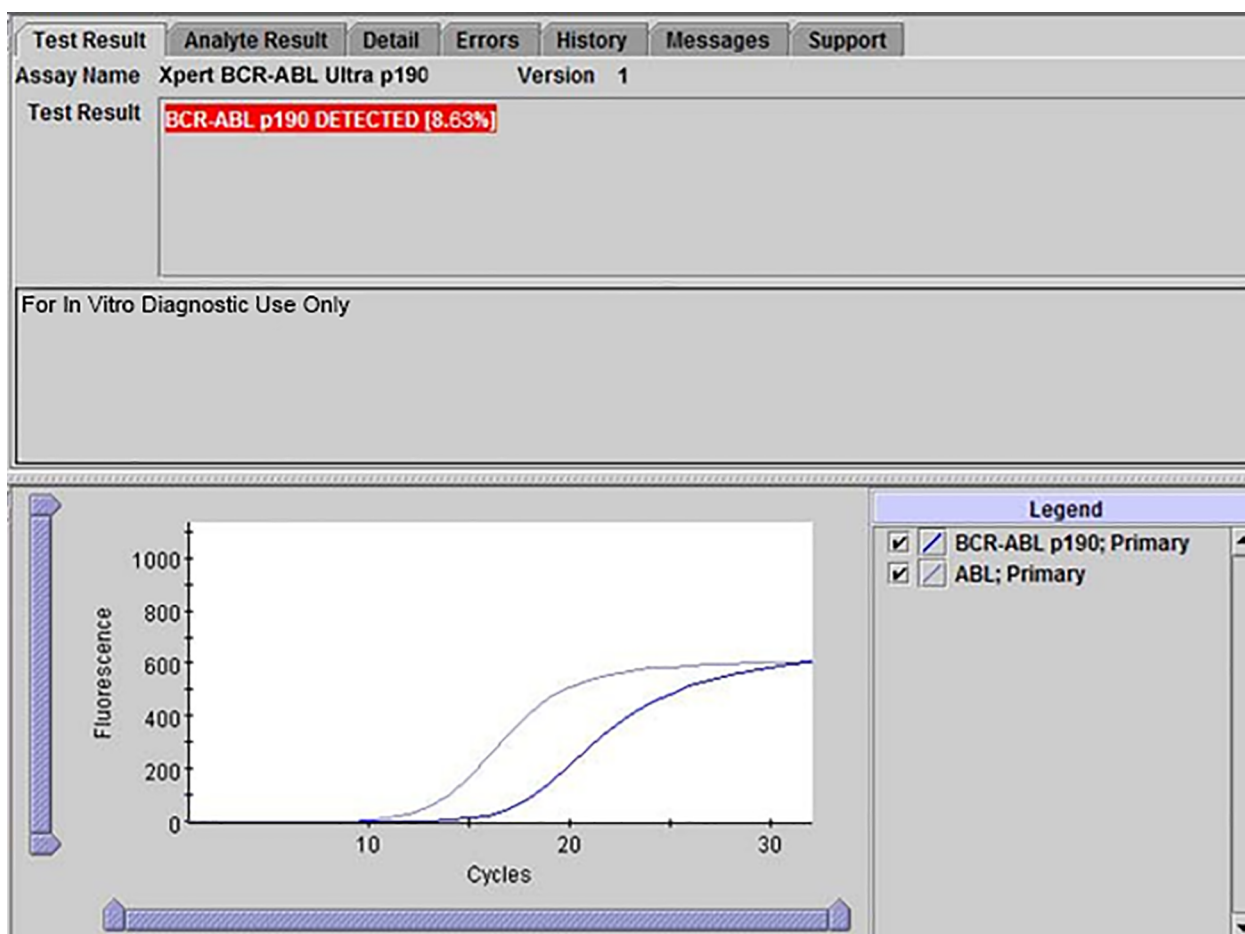 Test Result Analyte Result Detail Errors History Messages Support
Assay Name Xpert BCR-ABL Ultra p190 Version 1
Test Result BCR-ABL p190 DETECTED [8.63%]
For In Vitro Diagnostic Use Only
Legend
BCR-ABL p190; Primary
ABL; Primary
Fluorescence
1000
800
600
400
200
0
10 20 30
Cycles